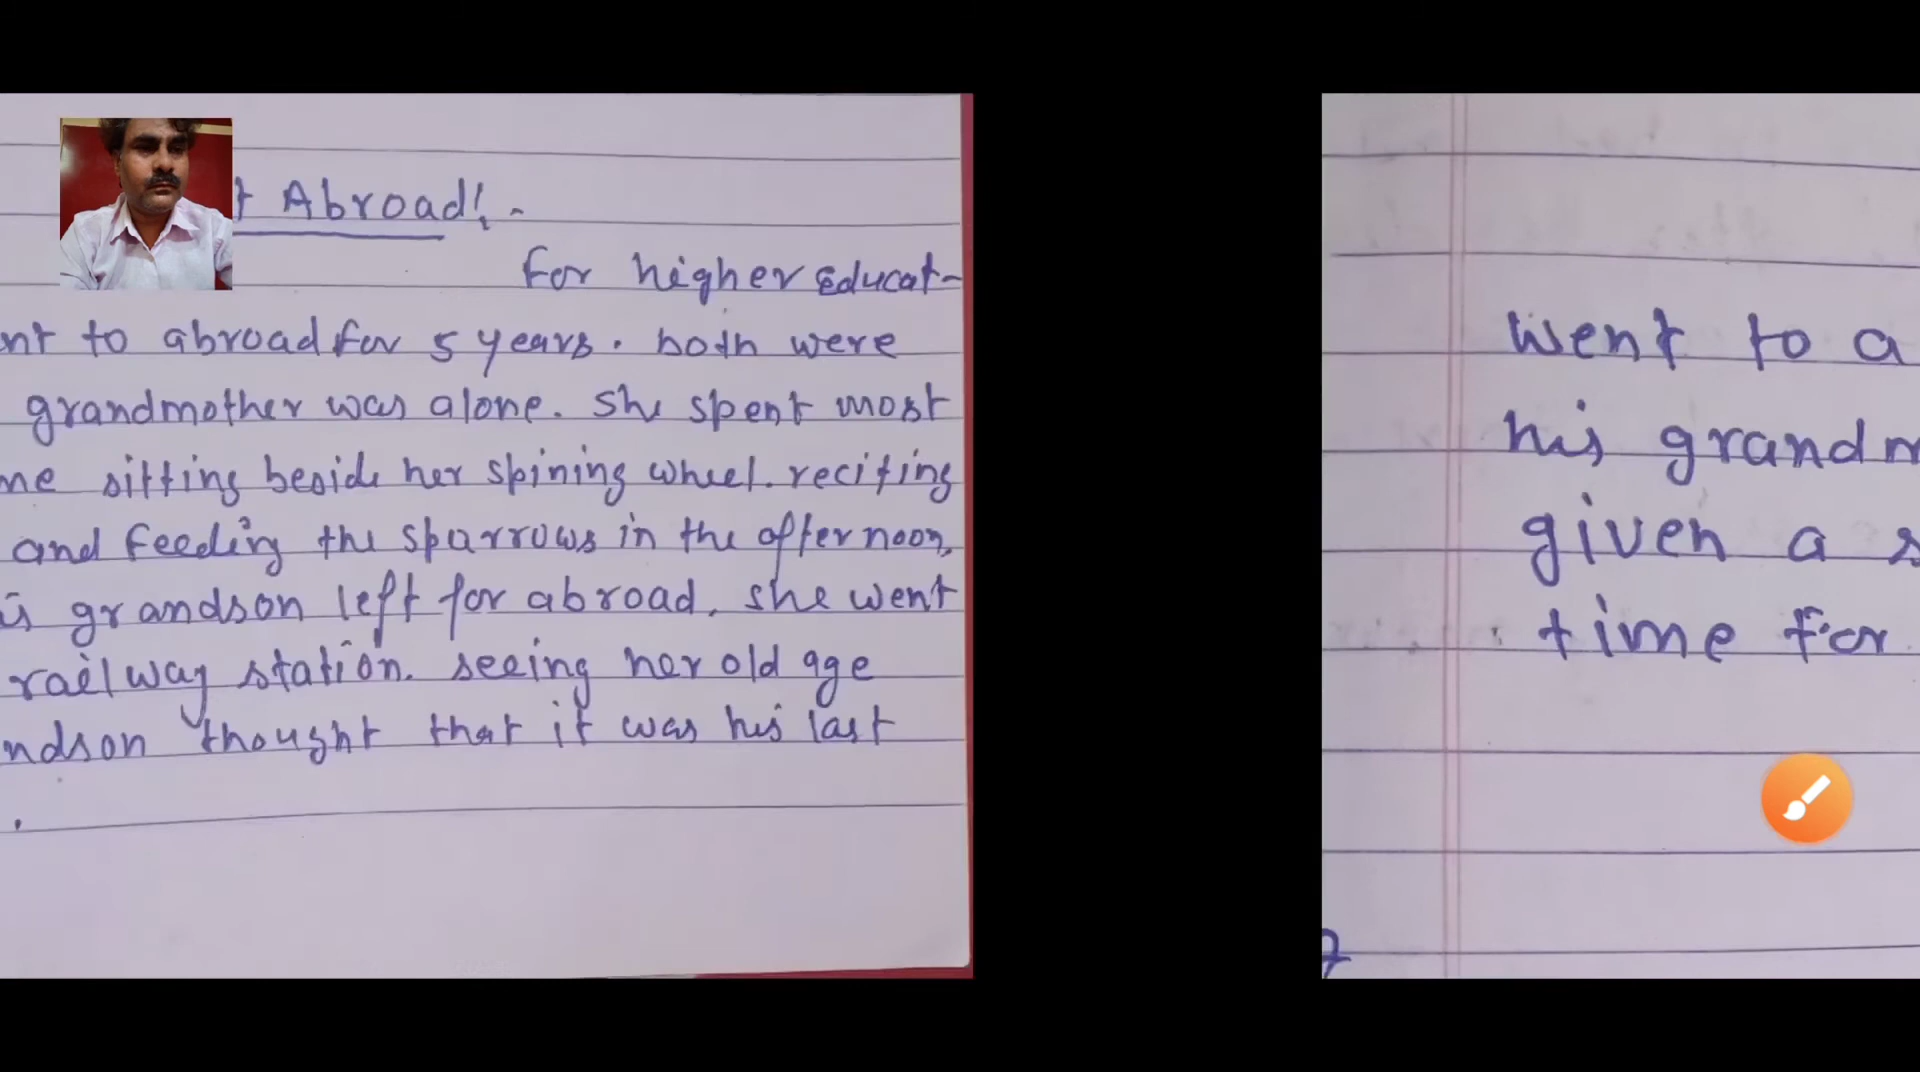 t Abroad! -
For higher Educat-
nt to abroad for 5 years. both were
grandmother was alone. She spent most
me sitting beside her spining wheel. reciting
and feeding the sparrows in the afternoon,
is grandson left for abroad. she went
railway station. seeing her old age
ndson thought that it was his last
.
went to a
his grandm
given a s
time for
7